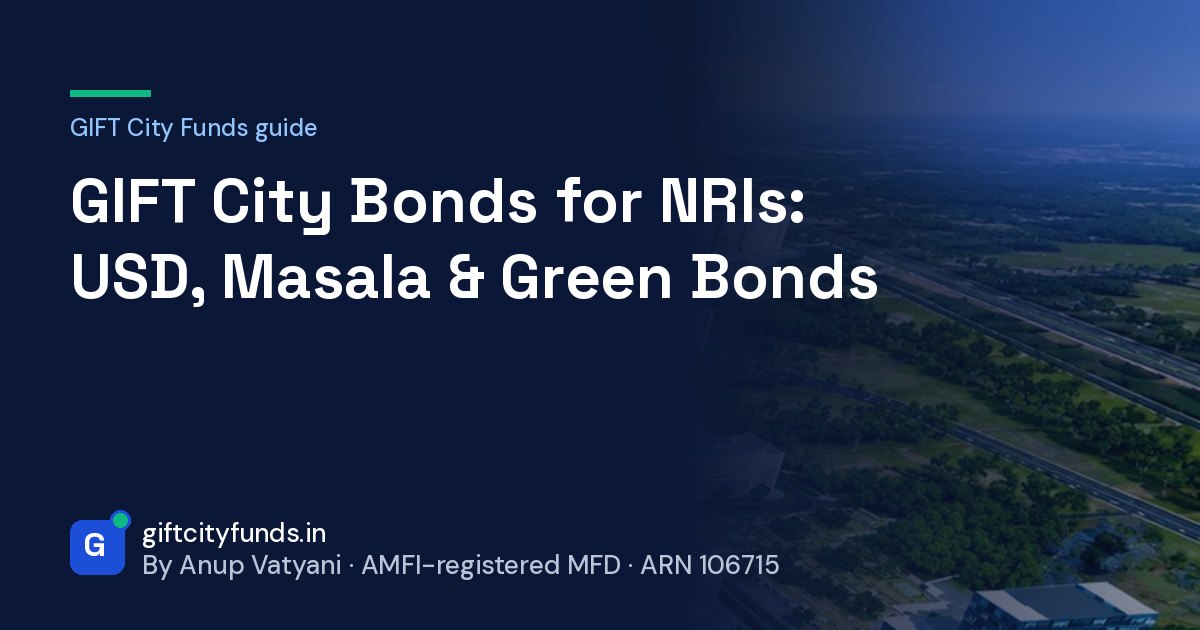 GIFT City Funds guide
GIFT City Bonds for NRIs:
USD, Masala & Green Bonds
G
giftcityfunds.in
By Anup Vatyani · AMFI-registered MFD · ARN 106715